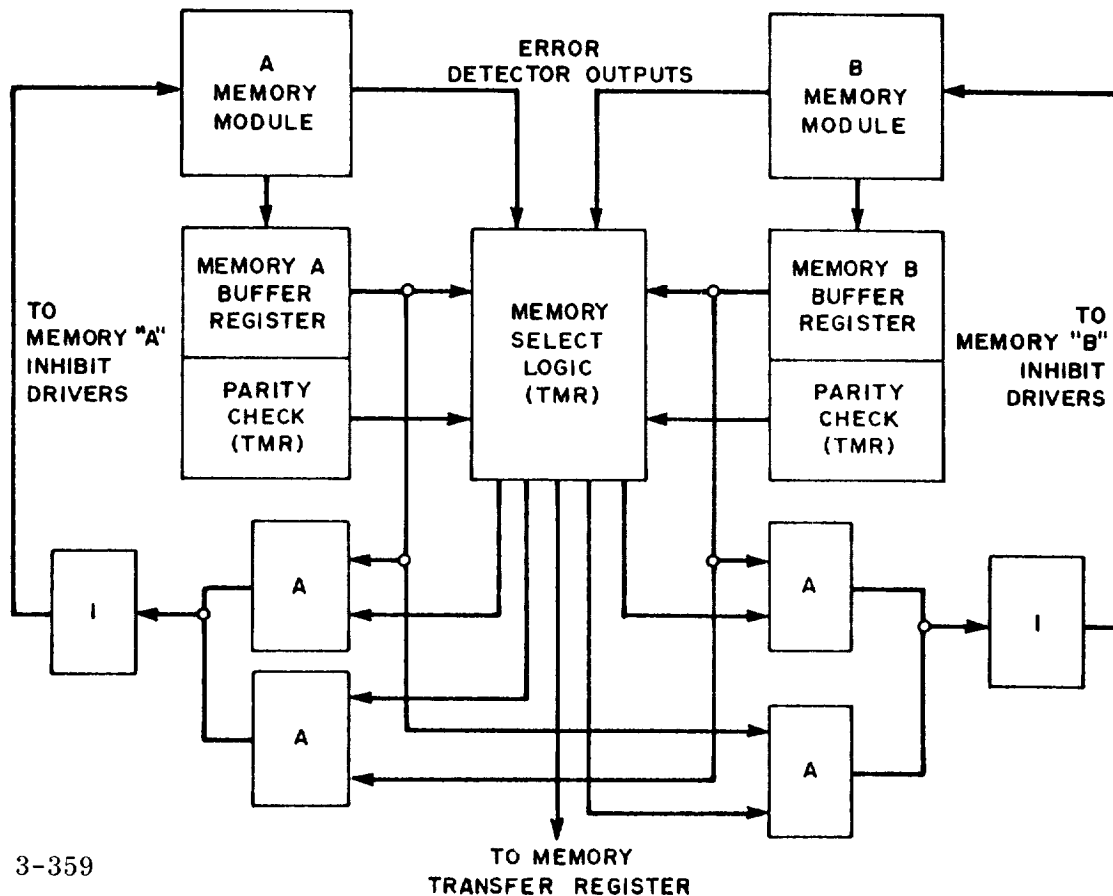 A
MEMORY
MODULE
ERROR
DETECTOR OUTPUTS
B
MEMORY
MODULE
MEMORY A
BUFFER
REGISTER
PARITY
CHECK
(TMR)
MEMORY
SELECT
LOGIC
(TMR)
MEMORY B
BUFFER
REGISTER
PARITY
CHECK
(TMR)
TO
MEMORY "A"
INHIBIT
DRIVERS
TO
MEMORY "B"
INHIBIT
DRIVERS
I
A
A
A
A
I
3-359
TO MEMORY
TRANSFER REGISTER